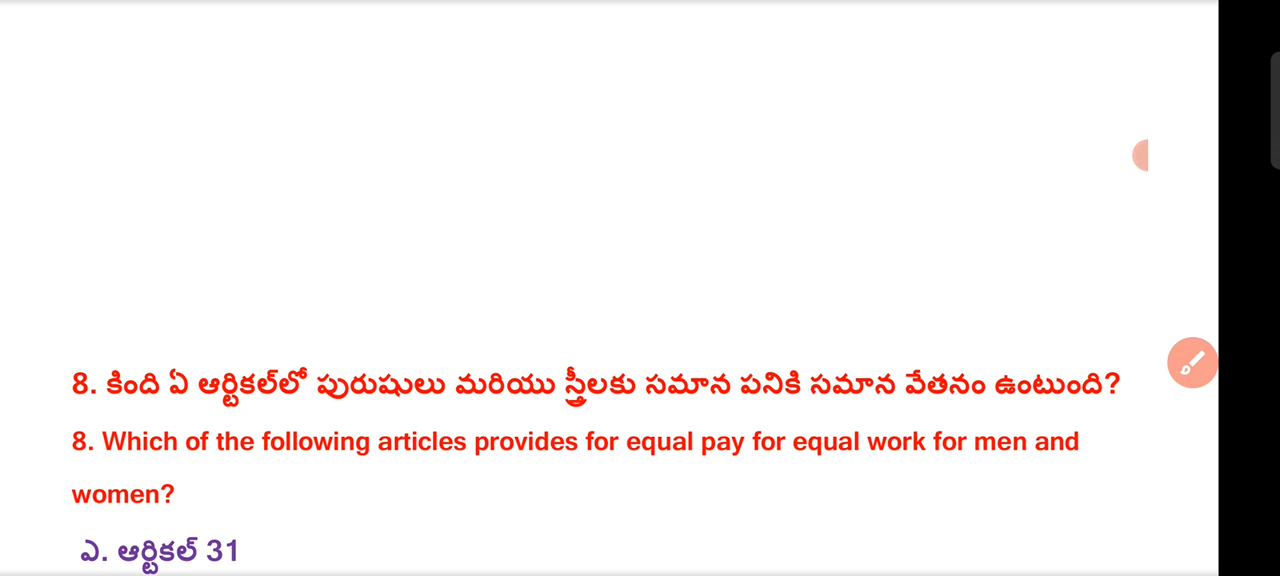 8. కింది ఏ ఆర్టికల్‌లో పురుషులు మరియు స్త్రీలకు సమాన పనికి సమాన వేతనం ఉంటుంది?
8. Which of the following articles provides for equal pay for equal work for men and
women?
ఎ. ఆర్టికల్ 31